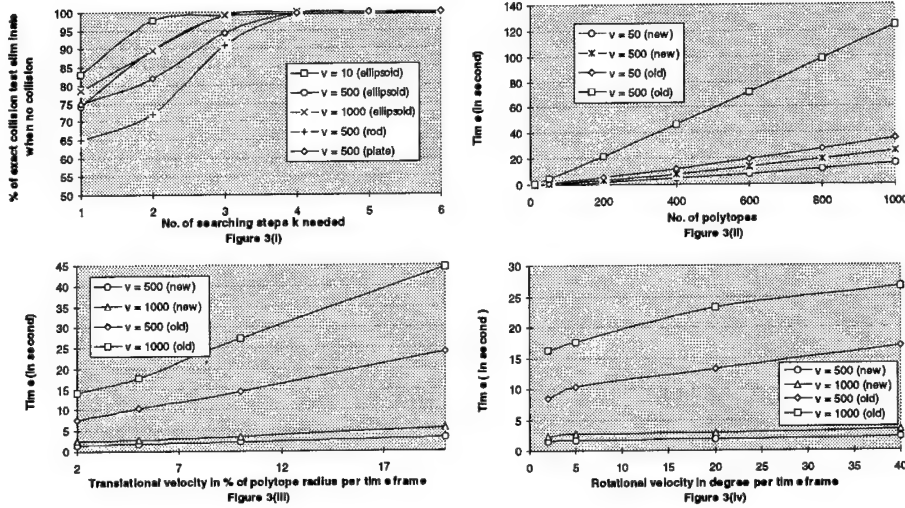 % of exact collision test eliminate
when no collision
100
95
90
85
80
75
70
65
60
55
50
v = 10 (ellipsoid)
v = 500 (ellipsoid)
v = 1000 (ellipsoid)
v = 500 (rod)
v = 500 (plate)
1
2
3
4
5
6
No. of searching steps k needed
Figure 3(i)
Time (in second)
140
120
100
80
60
40
20
0
v = 50 (new)
v = 500 (new)
v = 50 (old)
v = 500 (old)
0
200
400
600
800
1000
No. of polytopes
Figure 3(ii)
Time (in second)
45
40
35
30
25
20
15
10
5
0
v = 500 (new)
v = 1000 (new)
v = 500 (old)
v = 1000 (old)
2
7
12
17
Translational velocity in % of polytope radius per time frame
Figure 3(iii)
Time (in second)
30
25
20
15
10
5
0
v = 500 (new)
v = 1000 (new)
v = 500 (old)
v = 1000 (old)
0
5
10
15
20
25
30
35
40
Rotational velocity in degree per time frame
Figure 3(iv)